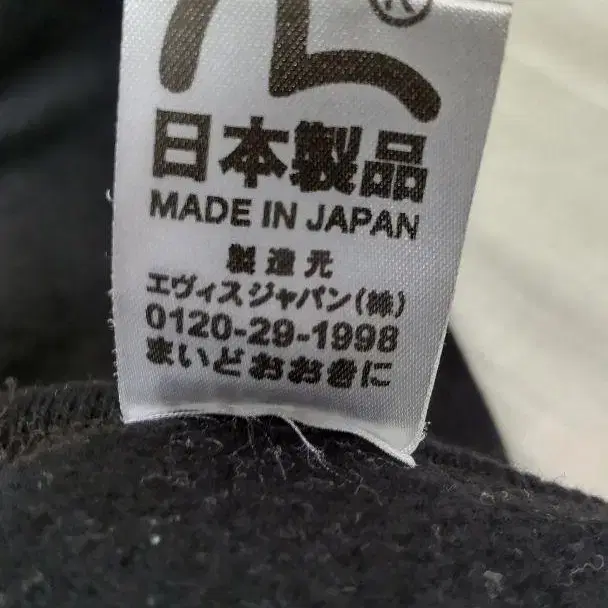 ®
日本製品
MADE IN JAPAN
製造元
エヴィスジャパン(株)
0120-29-1998
まいどおおきに